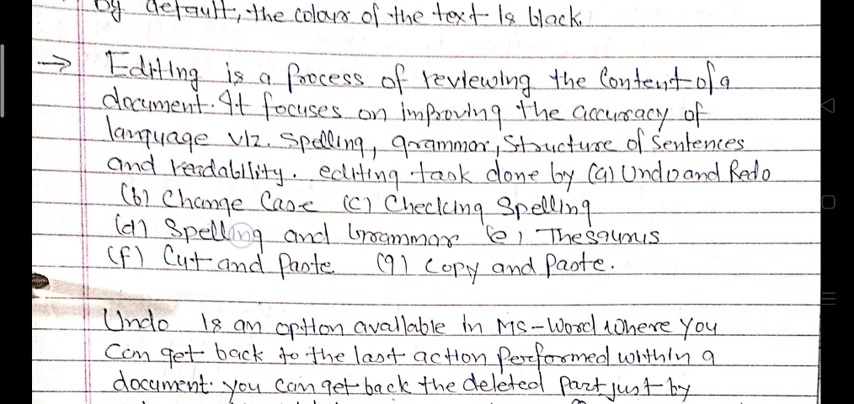 By default, the colour of the text is black.
→ Editing is a process of reviewing the content of a
document. It focuses on improving the accuracy of
language viz. spelling, grammar, structure of sentences
and readability. editing task done by (a) Undo and Redo
(b) Change Case (c) Checking Spelling
(d) Spelling and Grammar (e) Thesaurus
(f) Cut and Paste (g) Copy and Paste.
Undo is an option available in MS-Word where you
can get back to the last action performed within a
document. you can get back the deleted part just by